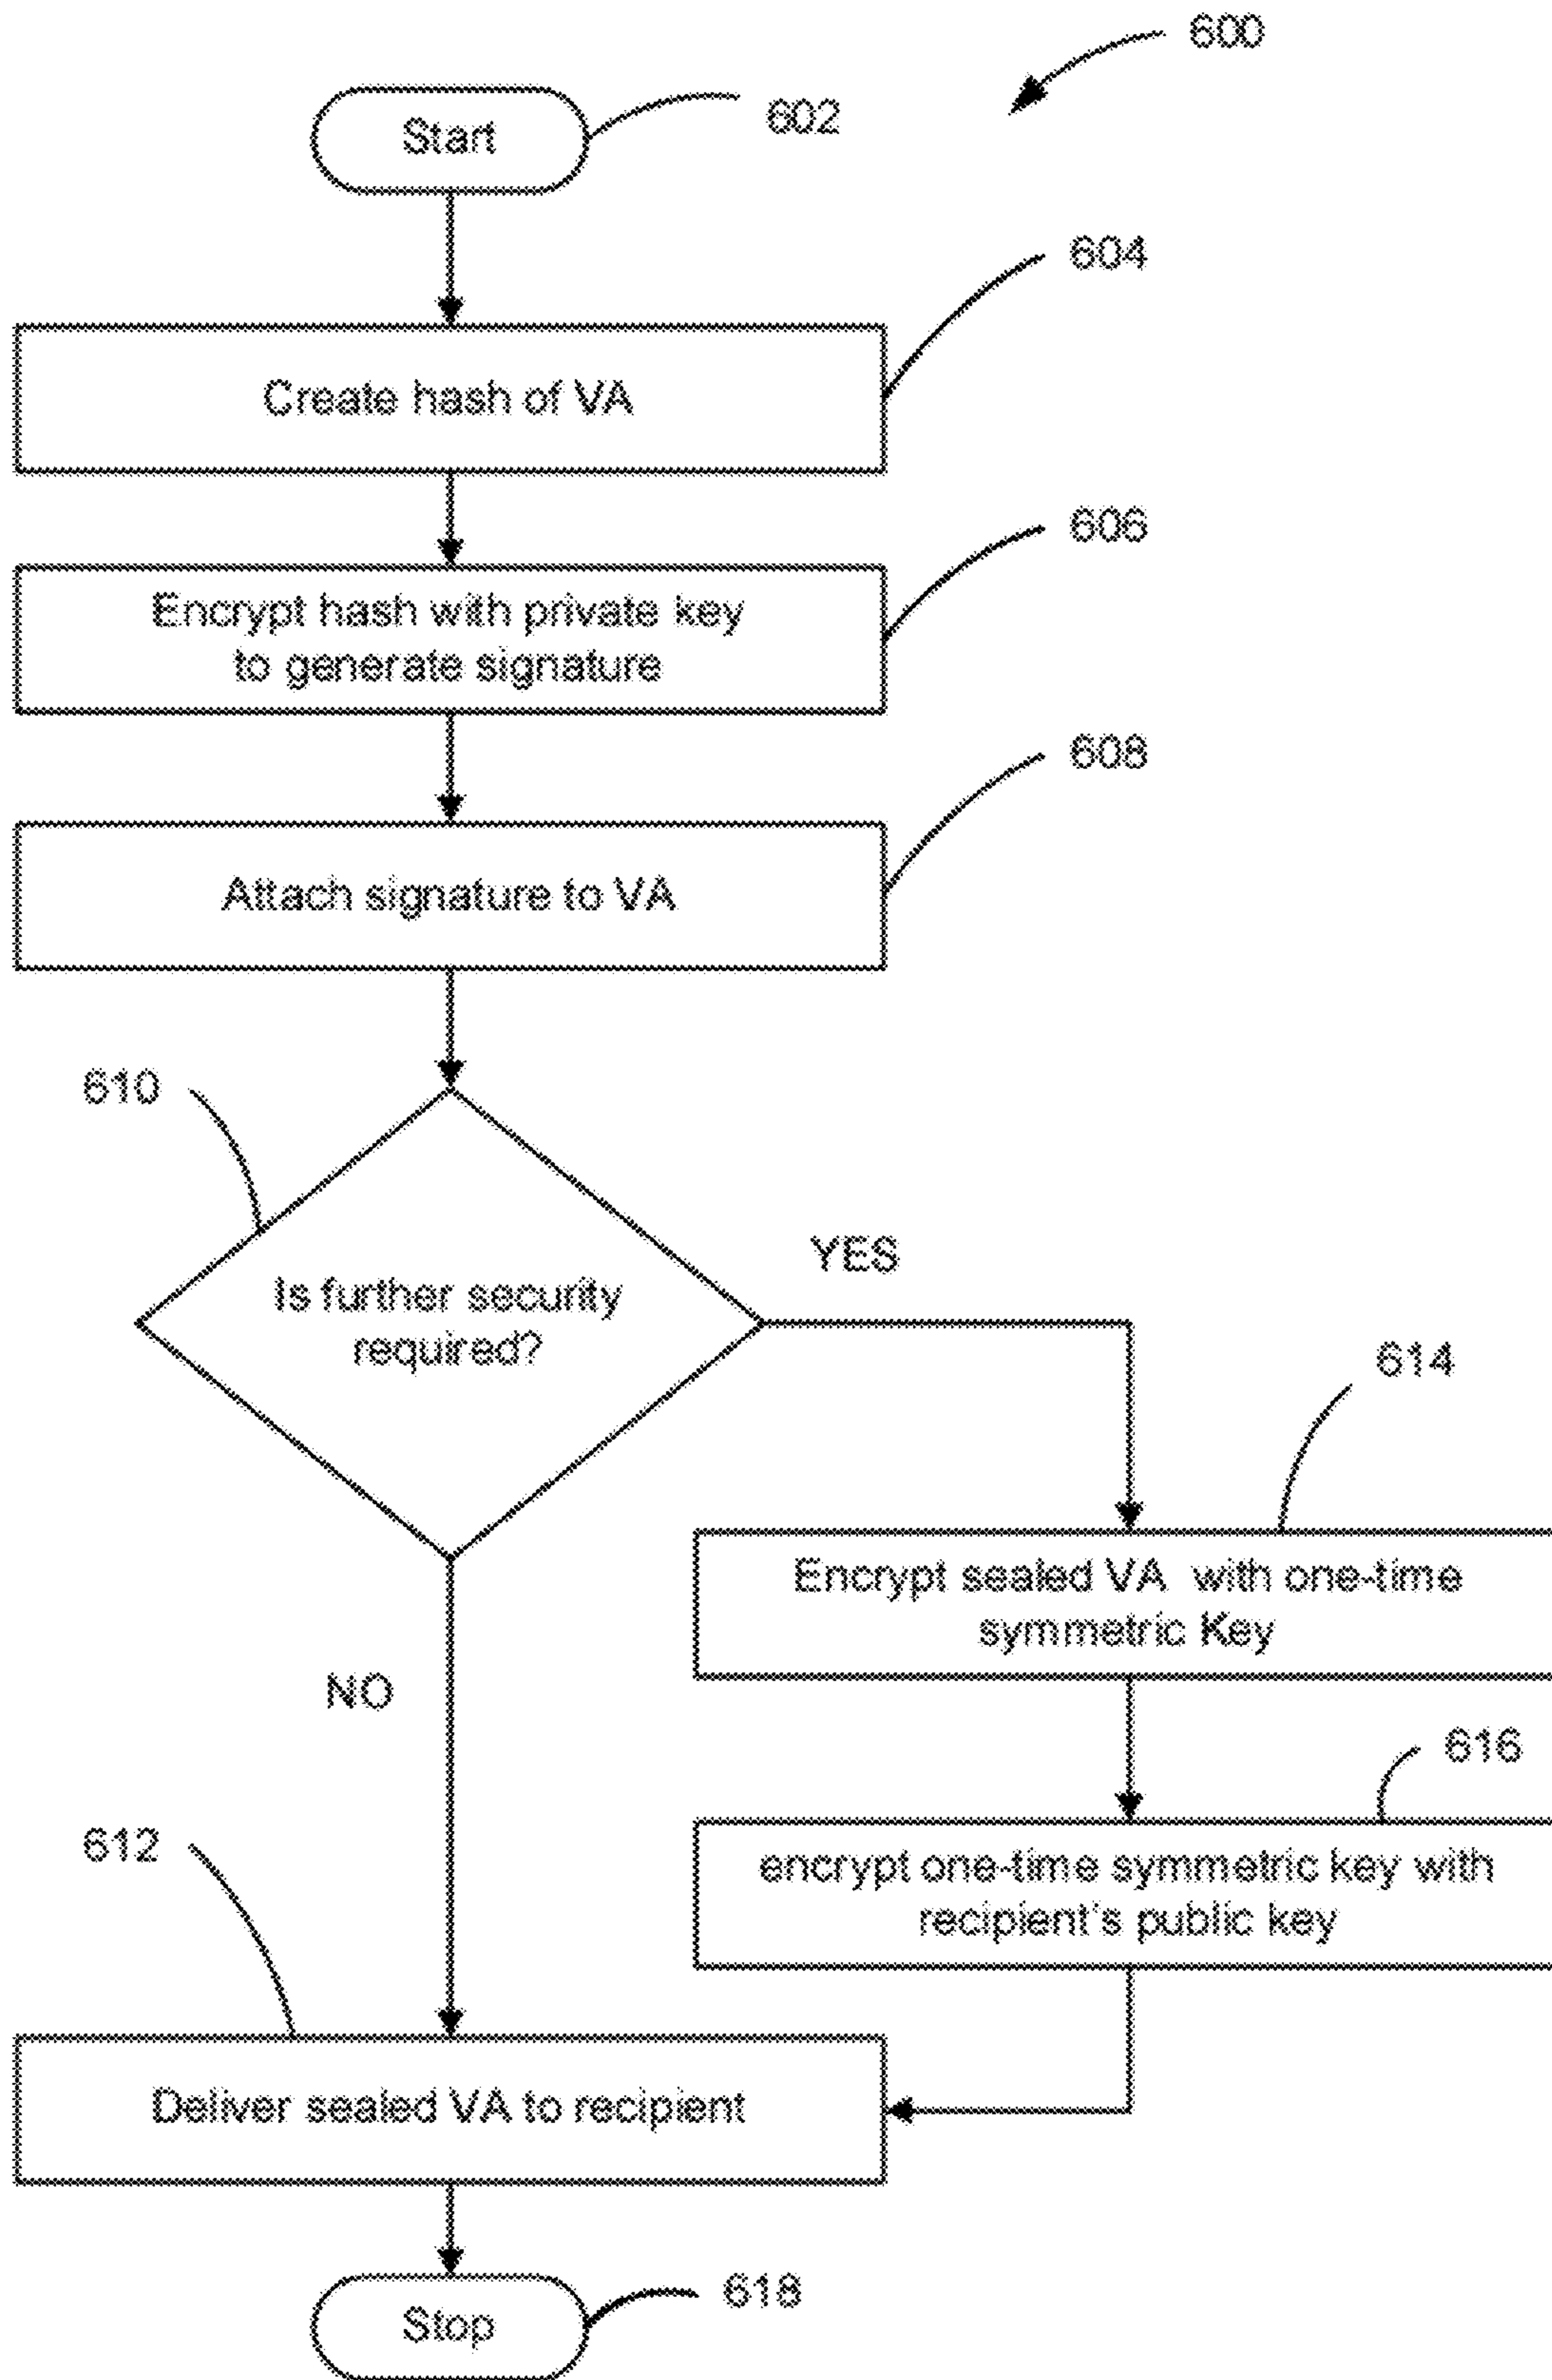 600
Start
602
604
Create hash of VA
606
Encrypt hash with private key
to generate signature
608
Attach signature to VA
610
YES
Is further security
required?
614
Encrypt sealed VA with one-time
symmetric Key
NO
616
612
encrypt one-time symmetric key with
recipient's public key
Deliver sealed VA to recipient
618
Stop